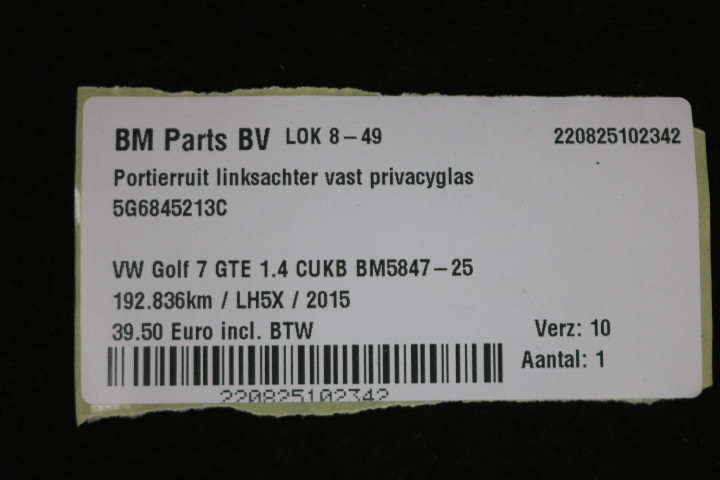 BM Parts BV LOK 8-49 220825102342
Portierruit linksachter vast privacyglas
5G6845213C
VW Golf 7 GTE 1.4 CUKB BM5847-25
192.836km / LH5X / 2015
39.50 Euro incl. BTW Verz: 10
Aantal: 1
220825102342